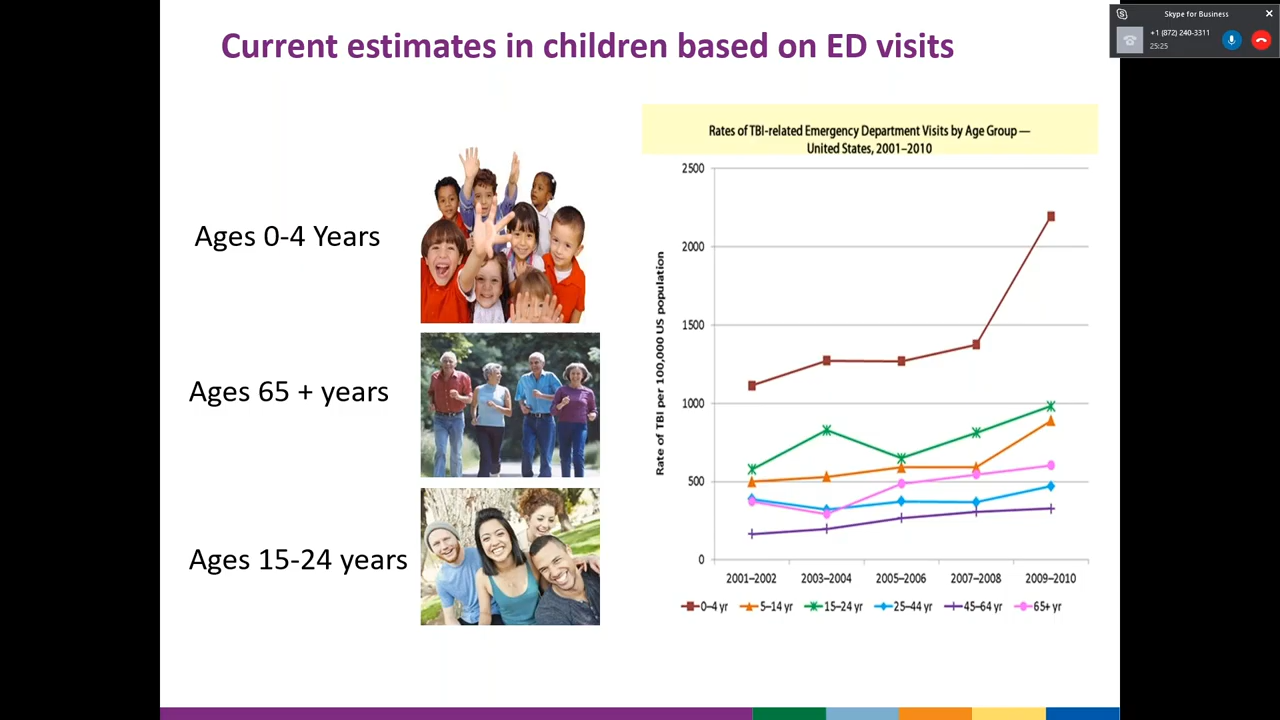 Current estimates in children based on ED visits
Skype for Business
+1 (872) 240-3311
25:25
Ages 0-4 Years
Ages 65 + years
Ages 15-24 years
Rates of TBI-related Emergency Department Visits by Age Group —
United States, 2001–2010
Rate of TBI per 100,000 US population
2500
2000
1500
1000
500
0
2001–2002 2003–2004 2005–2006 2007–2008 2009–2010
0–4 yr 5–14 yr 15–24 yr 25–44 yr 45–64 yr 65+ yr